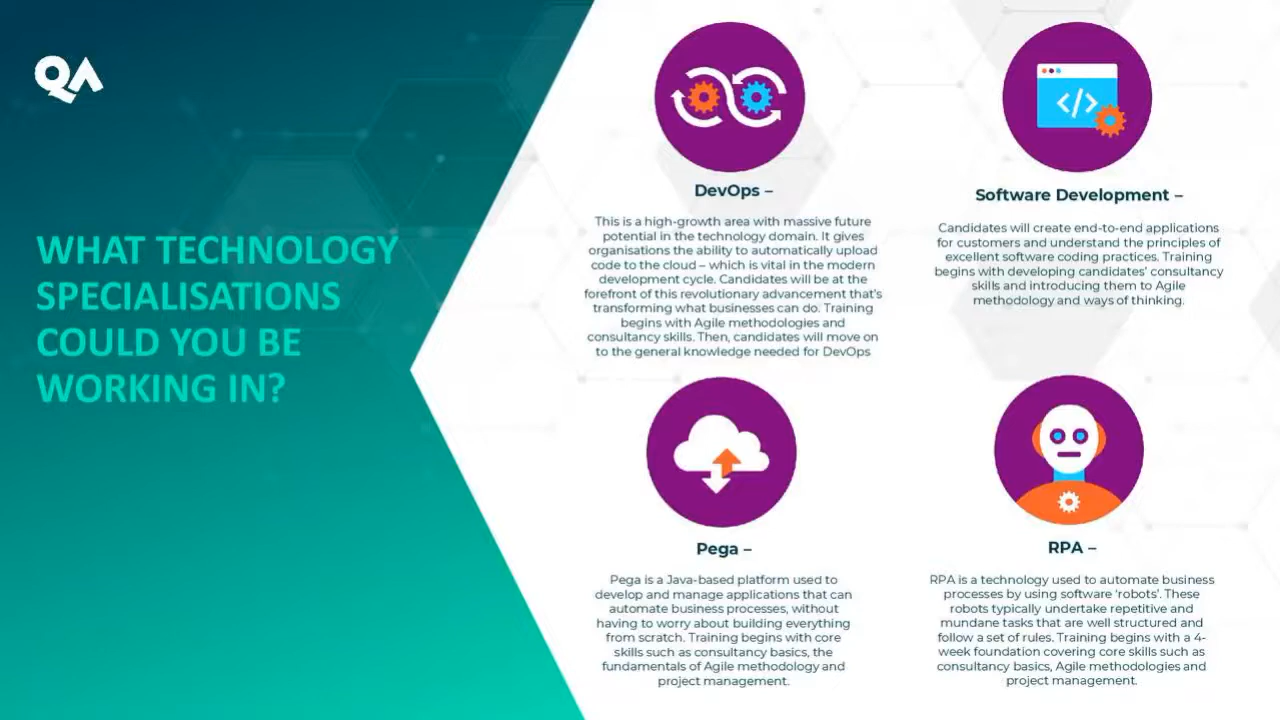 QA
WHAT TECHNOLOGY
SPECIALISATIONS
COULD YOU BE
WORKING IN?
DevOps –
This is a high-growth area with massive future
potential in the technology domain. It gives
organisations the ability to automatically upload
code to the cloud – which is vital in the modern
development cycle. Candidates will be at the
forefront of this revolutionary advancement that's
transforming what businesses can do. Training
begins with Agile methodologies and
consultancy skills. Then, candidates will move on
to the general knowledge needed for DevOps
</>
Software Development –
Candidates will create end-to-end applications
for customers and understand the principles of
excellent software coding practices. Training
begins with developing candidates' consultancy
skills and introducing them to Agile
methodology and ways of thinking.
Pega –
Pega is a Java-based platform used to
develop and manage applications that can
automate business processes, without
having to worry about building everything
from scratch. Training begins with core
skills such as consultancy basics, the
fundamentals of Agile methodology and
project management.
RPA –
RPA is a technology used to automate business
processes by using software ‘robots’. These
robots typically undertake repetitive and
mundane tasks that are well structured and
follow a set of rules. Training begins with a 4-
week foundation covering core skills such as
consultancy basics, Agile methodologies and
project management.